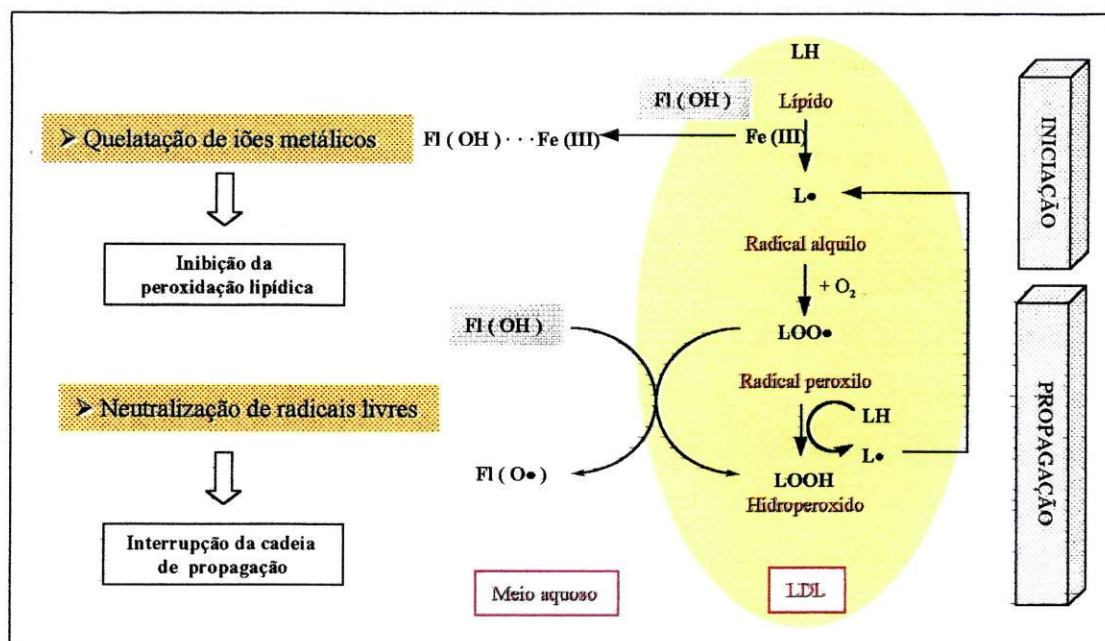 LH
Fl ( OH )
Lípido
➤ Quelatação de iões metálicos
Fl ( OH ) · · · Fe (III)
Fe (III)
L•
INICIAÇÃO
Inibição da
peroxidação lipídica
Radical alquilo
+ O₂
Fl ( OH )
LOO•
Radical peroxilo
➤ Neutralização de radicais livres
LH
L•
Fl ( O• )
LOOH
Hidroperoxido
PROPAGAÇÃO
Interrupção da cadeia
de propagação
Meio aquoso
LDL